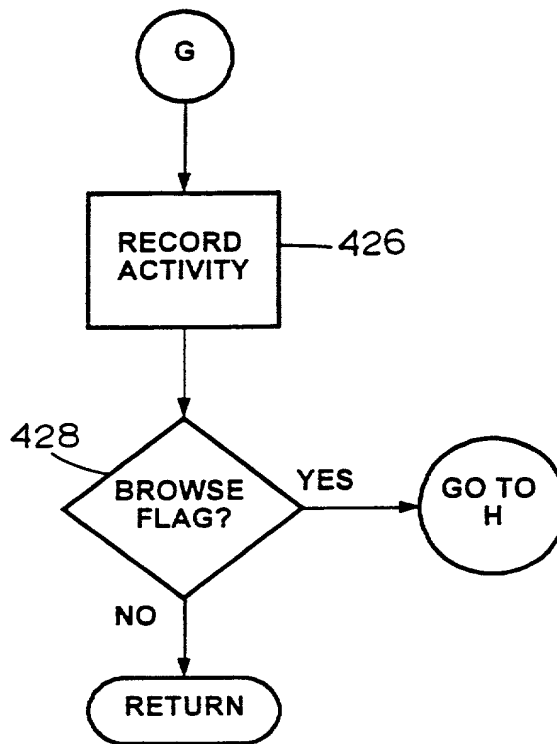 G
RECORD
ACTIVITY
426
428
BROWSE
FLAG?
YES
GO TO
H
NO
RETURN